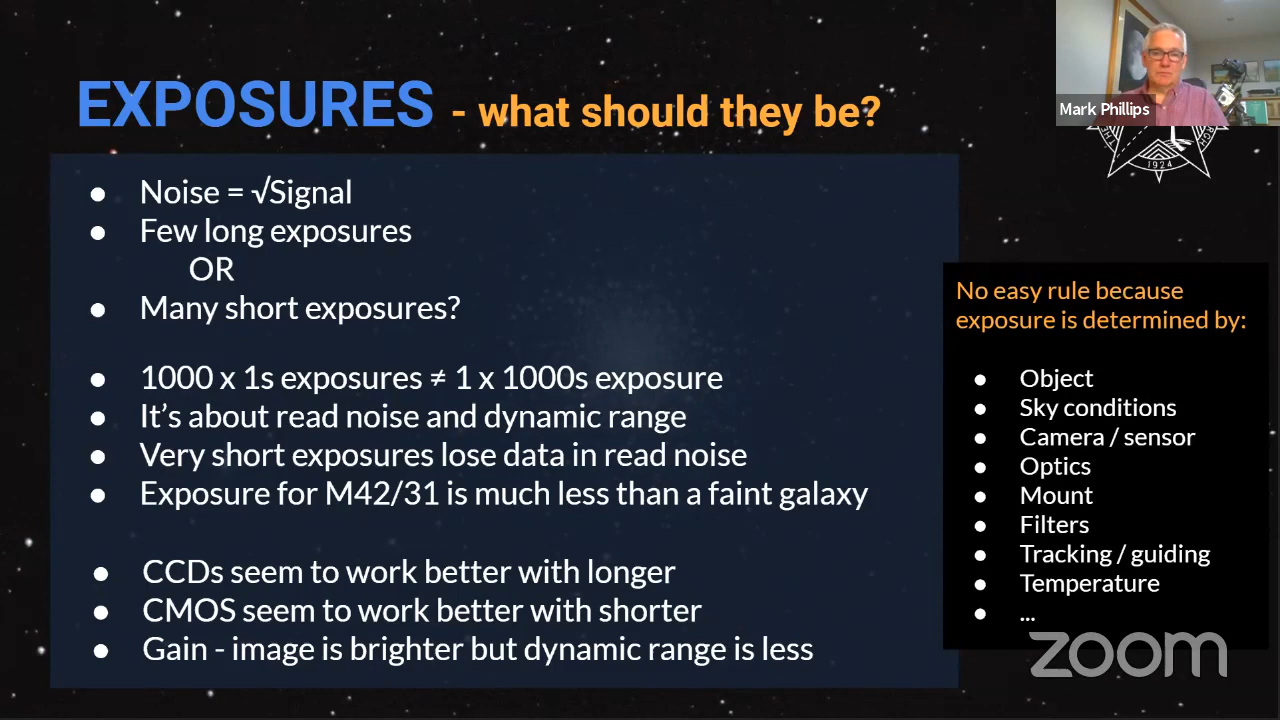 EXPOSURES - what should they be?
Mark Phillips
1924
● Noise = √Signal
● Few long exposures
OR
● Many short exposures?
● 1000 x 1s exposures ≠ 1 x 1000s exposure
● It's about read noise and dynamic range
● Very short exposures lose data in read noise
● Exposure for M42/31 is much less than a faint galaxy
● CCDs seem to work better with longer
● CMOS seem to work better with shorter
● Gain - image is brighter but dynamic range is less
No easy rule because
exposure is determined by:
● Object
● Sky conditions
● Camera / sensor
● Optics
● Mount
● Filters
● Tracking / guiding
● Temperature
● ...
zoom